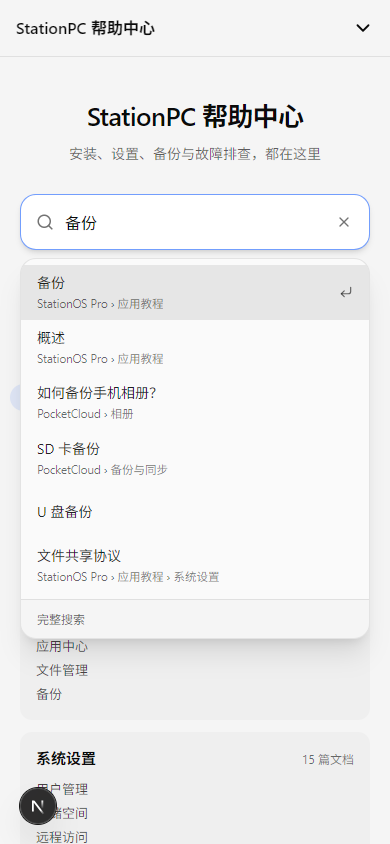 StationPC 帮助中心
StationPC 帮助中心
安装、设置、备份与故障排查，都在这里
备份
备份
StationOS Pro › 应用教程
概述
StationOS Pro › 应用教程
如何备份手机相册？
PocketCloud › 相册
SD 卡备份
PocketCloud › 备份与同步
U 盘备份
文件共享协议
StationOS Pro › 应用教程 › 系统设置
完整搜索
应用中心
文件管理
备份
系统设置
15 篇文档
户管理
空间
远程访问
N